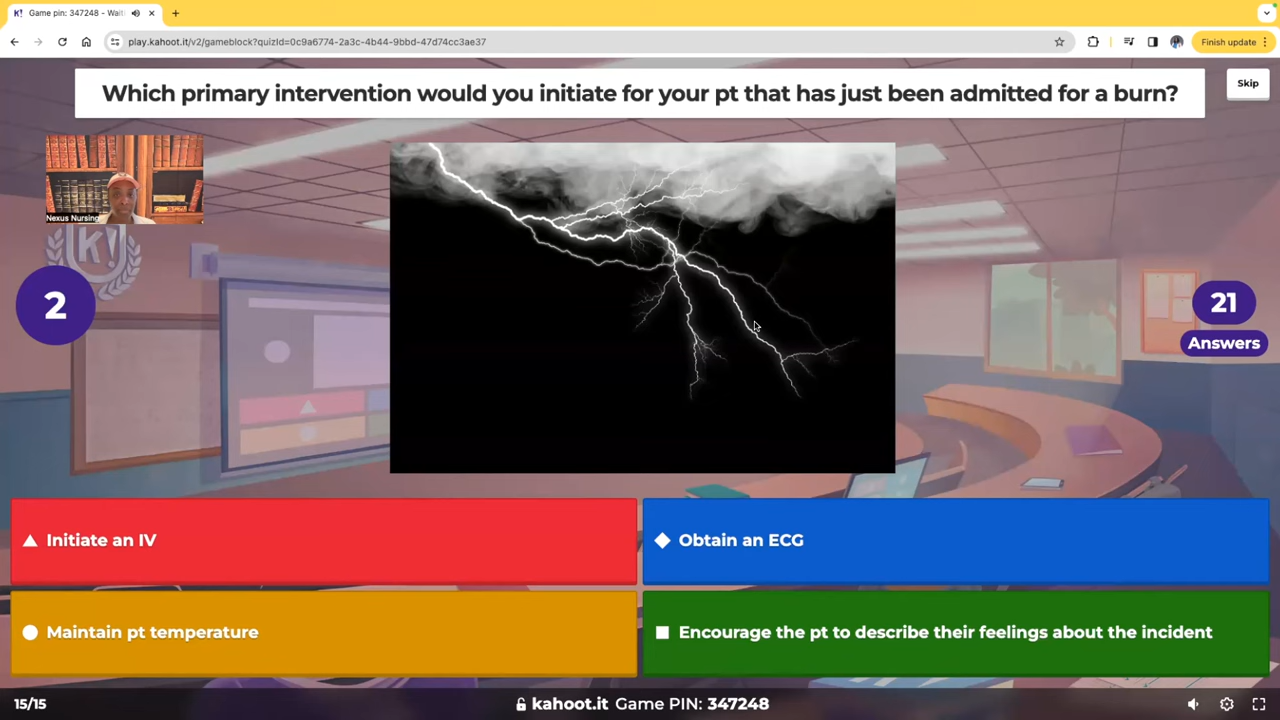 Game pin: 347248 - Wait
play.kahoot.it/v2/gameblock?quizId=0c9a6774-2a3c-4b44-9bbd-47d74cc3ae37
Finish update
Which primary intervention would you initiate for your pt that has just been admitted for a burn?
Skip
Nexus Nursing
K!
2
21
Answers
Initiate an IV
Obtain an ECG
Maintain pt temperature
Encourage the pt to describe their feelings about the incident
15/15
kahoot.it Game PIN: 347248